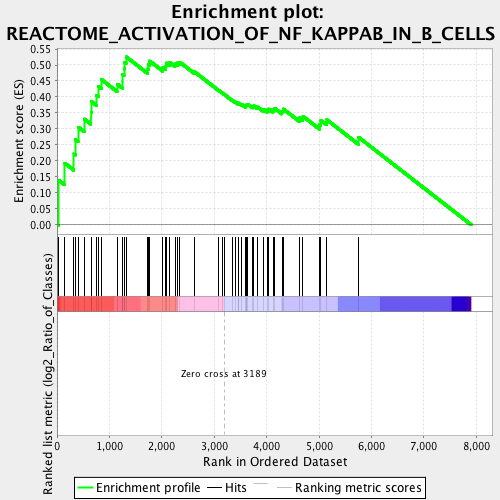 Enrichment plot:
REACTOME_ACTIVATION_OF_NF_KAPPAB_IN_B_CELLS
Enrichment score (ES)
0.55
0.50
0.45
0.40
0.35
0.30
0.25
0.20
0.15
0.10
0.05
0.00
Ranked list metric (log2_Ratio_of_Classes)
Zero cross at 3189
0
1,000
2,000
3,000
4,000
5,000
6,000
7,000
8,000
Rank in Ordered Dataset
Enrichment profile
Hits
Ranking metric scores